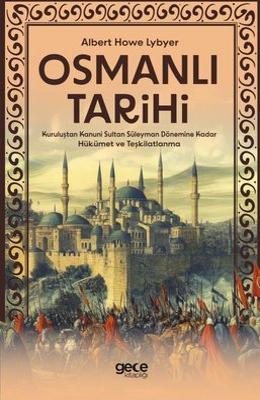 Albert Howe Lybyer
OSMANLI
TARİHİ
Kuruluştan Kanuni Sultan Süleyman Dönemine Kadar
Hükümet ve Teşkilatlanma
gece
kitaplığı